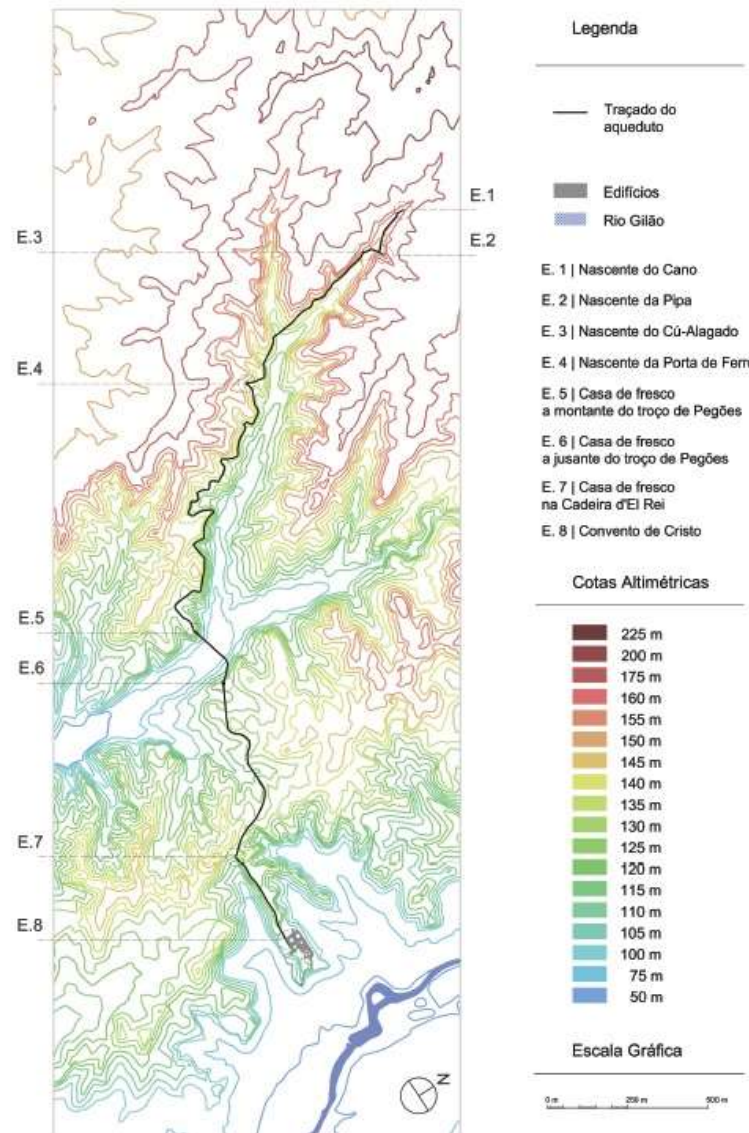 E.1
E.2
E.3
E.4
E.5
E.6
E.7
E.8
N
Legenda
Traçado do
aqueduto
Edifícios
Rio Gilão
E. 1 | Nascente do Cano
E. 2 | Nascente da Pipa
E. 3 | Nascente do Cú-Alagado
E. 4 | Nascente da Porta de Ferr
E. 5 | Casa de fresco
a montante do troço de Pegões
E. 6 | Casa de fresco
a jusante do troço de Pegões
E. 7 | Casa de fresco
na Cadeira d'El Rei
E. 8 | Convento de Cristo
Cotas Altimétricas
225 m
200 m
175 m
160 m
155 m
150 m
145 m
140 m
135 m
130 m
125 m
120 m
115 m
110 m
105 m
100 m
75 m
50 m
Escala Gráfica
0 m 250 m 500 m